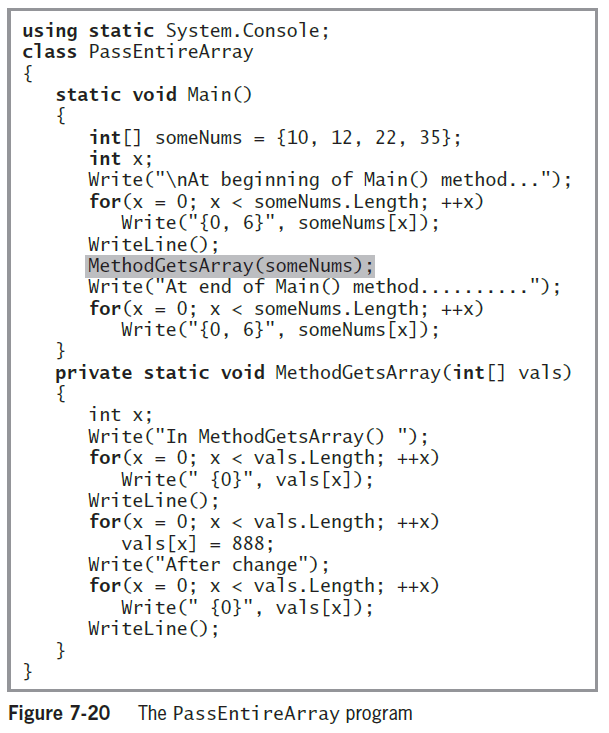 using static System.Console;
class PassEntireArray
{
static void Main()
{
int[] someNums = {10, 12, 22, 35};
int x;
Write("\nAt beginning of Main() method...");
for(x = 0; x < someNums.Length; ++x)
Write("{0, 6}", someNums[x]);
WriteLine();
MethodGetsArray(someNums);
Write("At end of Main() method..........");
for(x = 0; x < someNums.Length; ++x)
Write("{0, 6}", someNums[x]);
}
private static void MethodGetsArray(int[] vals)
{
int x;
Write("In MethodGetsArray() ");
for(x = 0; x < vals.Length; ++x)
Write(" {0}", vals[x]);
WriteLine();
for(x = 0; x < vals.Length; ++x)
vals[x] = 888;
Write("After change");
for(x = 0; x < vals.Length; ++x)
Write(" {0}", vals[x]);
WriteLine();
}
}
Figure 7-20 The PassEntireArray program